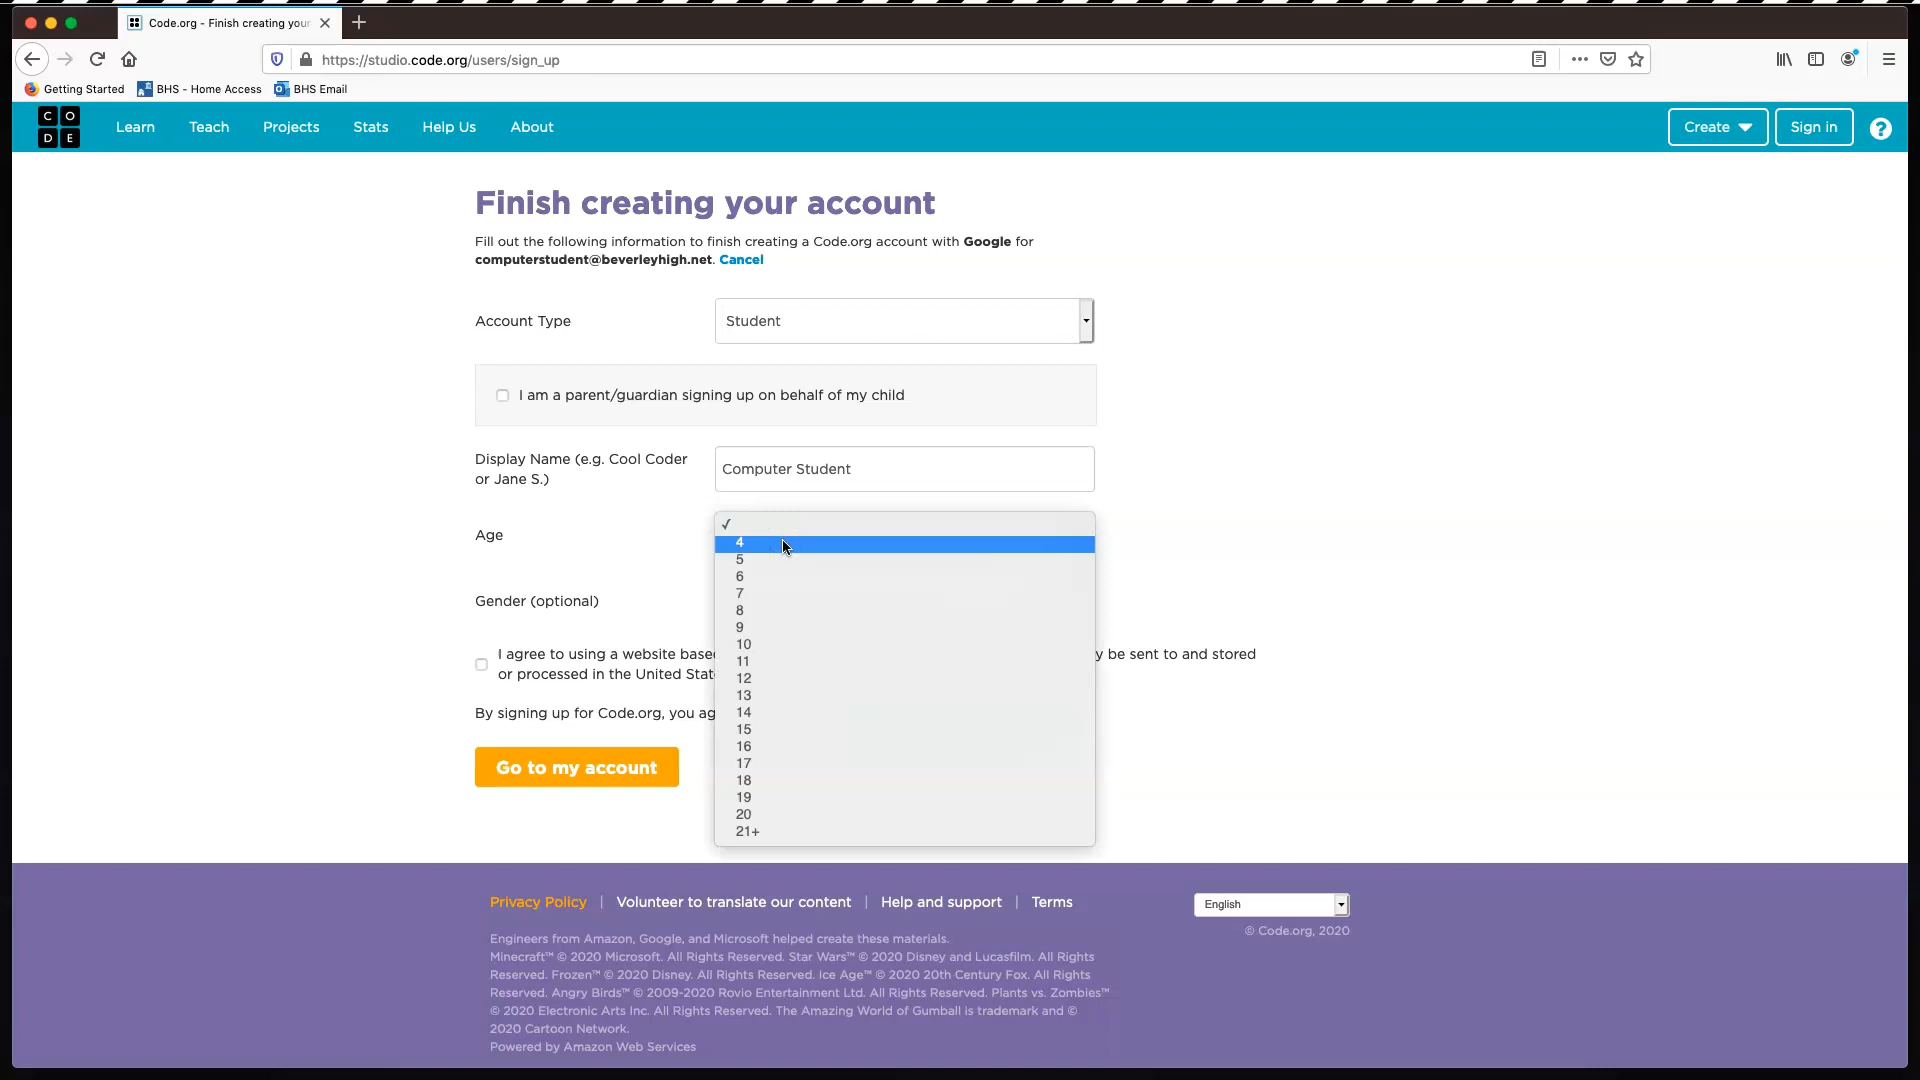 Code.org - Finish creating your
https://studio.code.org/users/sign_up
Getting Started
BHS - Home Access
BHS Email
C O
D E
Learn
Teach
Projects
Stats
Help Us
About
Create
Sign in
?
Finish creating your account
Fill out the following information to finish creating a Code.org account with Google for
computerstudent@beverleyhigh.net. Cancel
Account Type
Student
I am a parent/guardian signing up on behalf of my child
Display Name (e.g. Cool Coder
or Jane S.)
Computer Student
Age
4
5
6
7
8
9
10
11
12
13
14
15
16
17
18
19
20
21+
Gender (optional)
I agree to using a website base
y be sent to and stored
or processed in the United Stat
By signing up for Code.org, you ag
Go to my account
Privacy Policy | Volunteer to translate our content | Help and support | Terms
English
© Code.org, 2020
Engineers from Amazon, Google, and Microsoft helped create these materials.
Minecraft™ © 2020 Microsoft. All Rights Reserved. Star Wars™ © 2020 Disney and Lucasfilm. All Rights
Reserved. Frozen™ © 2020 Disney. All Rights Reserved. Ice Age™ © 2020 20th Century Fox. All Rights
Reserved. Angry Birds™ © 2009-2020 Rovio Entertainment Ltd. All Rights Reserved. Plants vs. Zombies™
© 2020 Electronic Arts Inc. All Rights Reserved. The Amazing World of Gumball is trademark and ©
2020 Cartoon Network.
Powered by Amazon Web Services